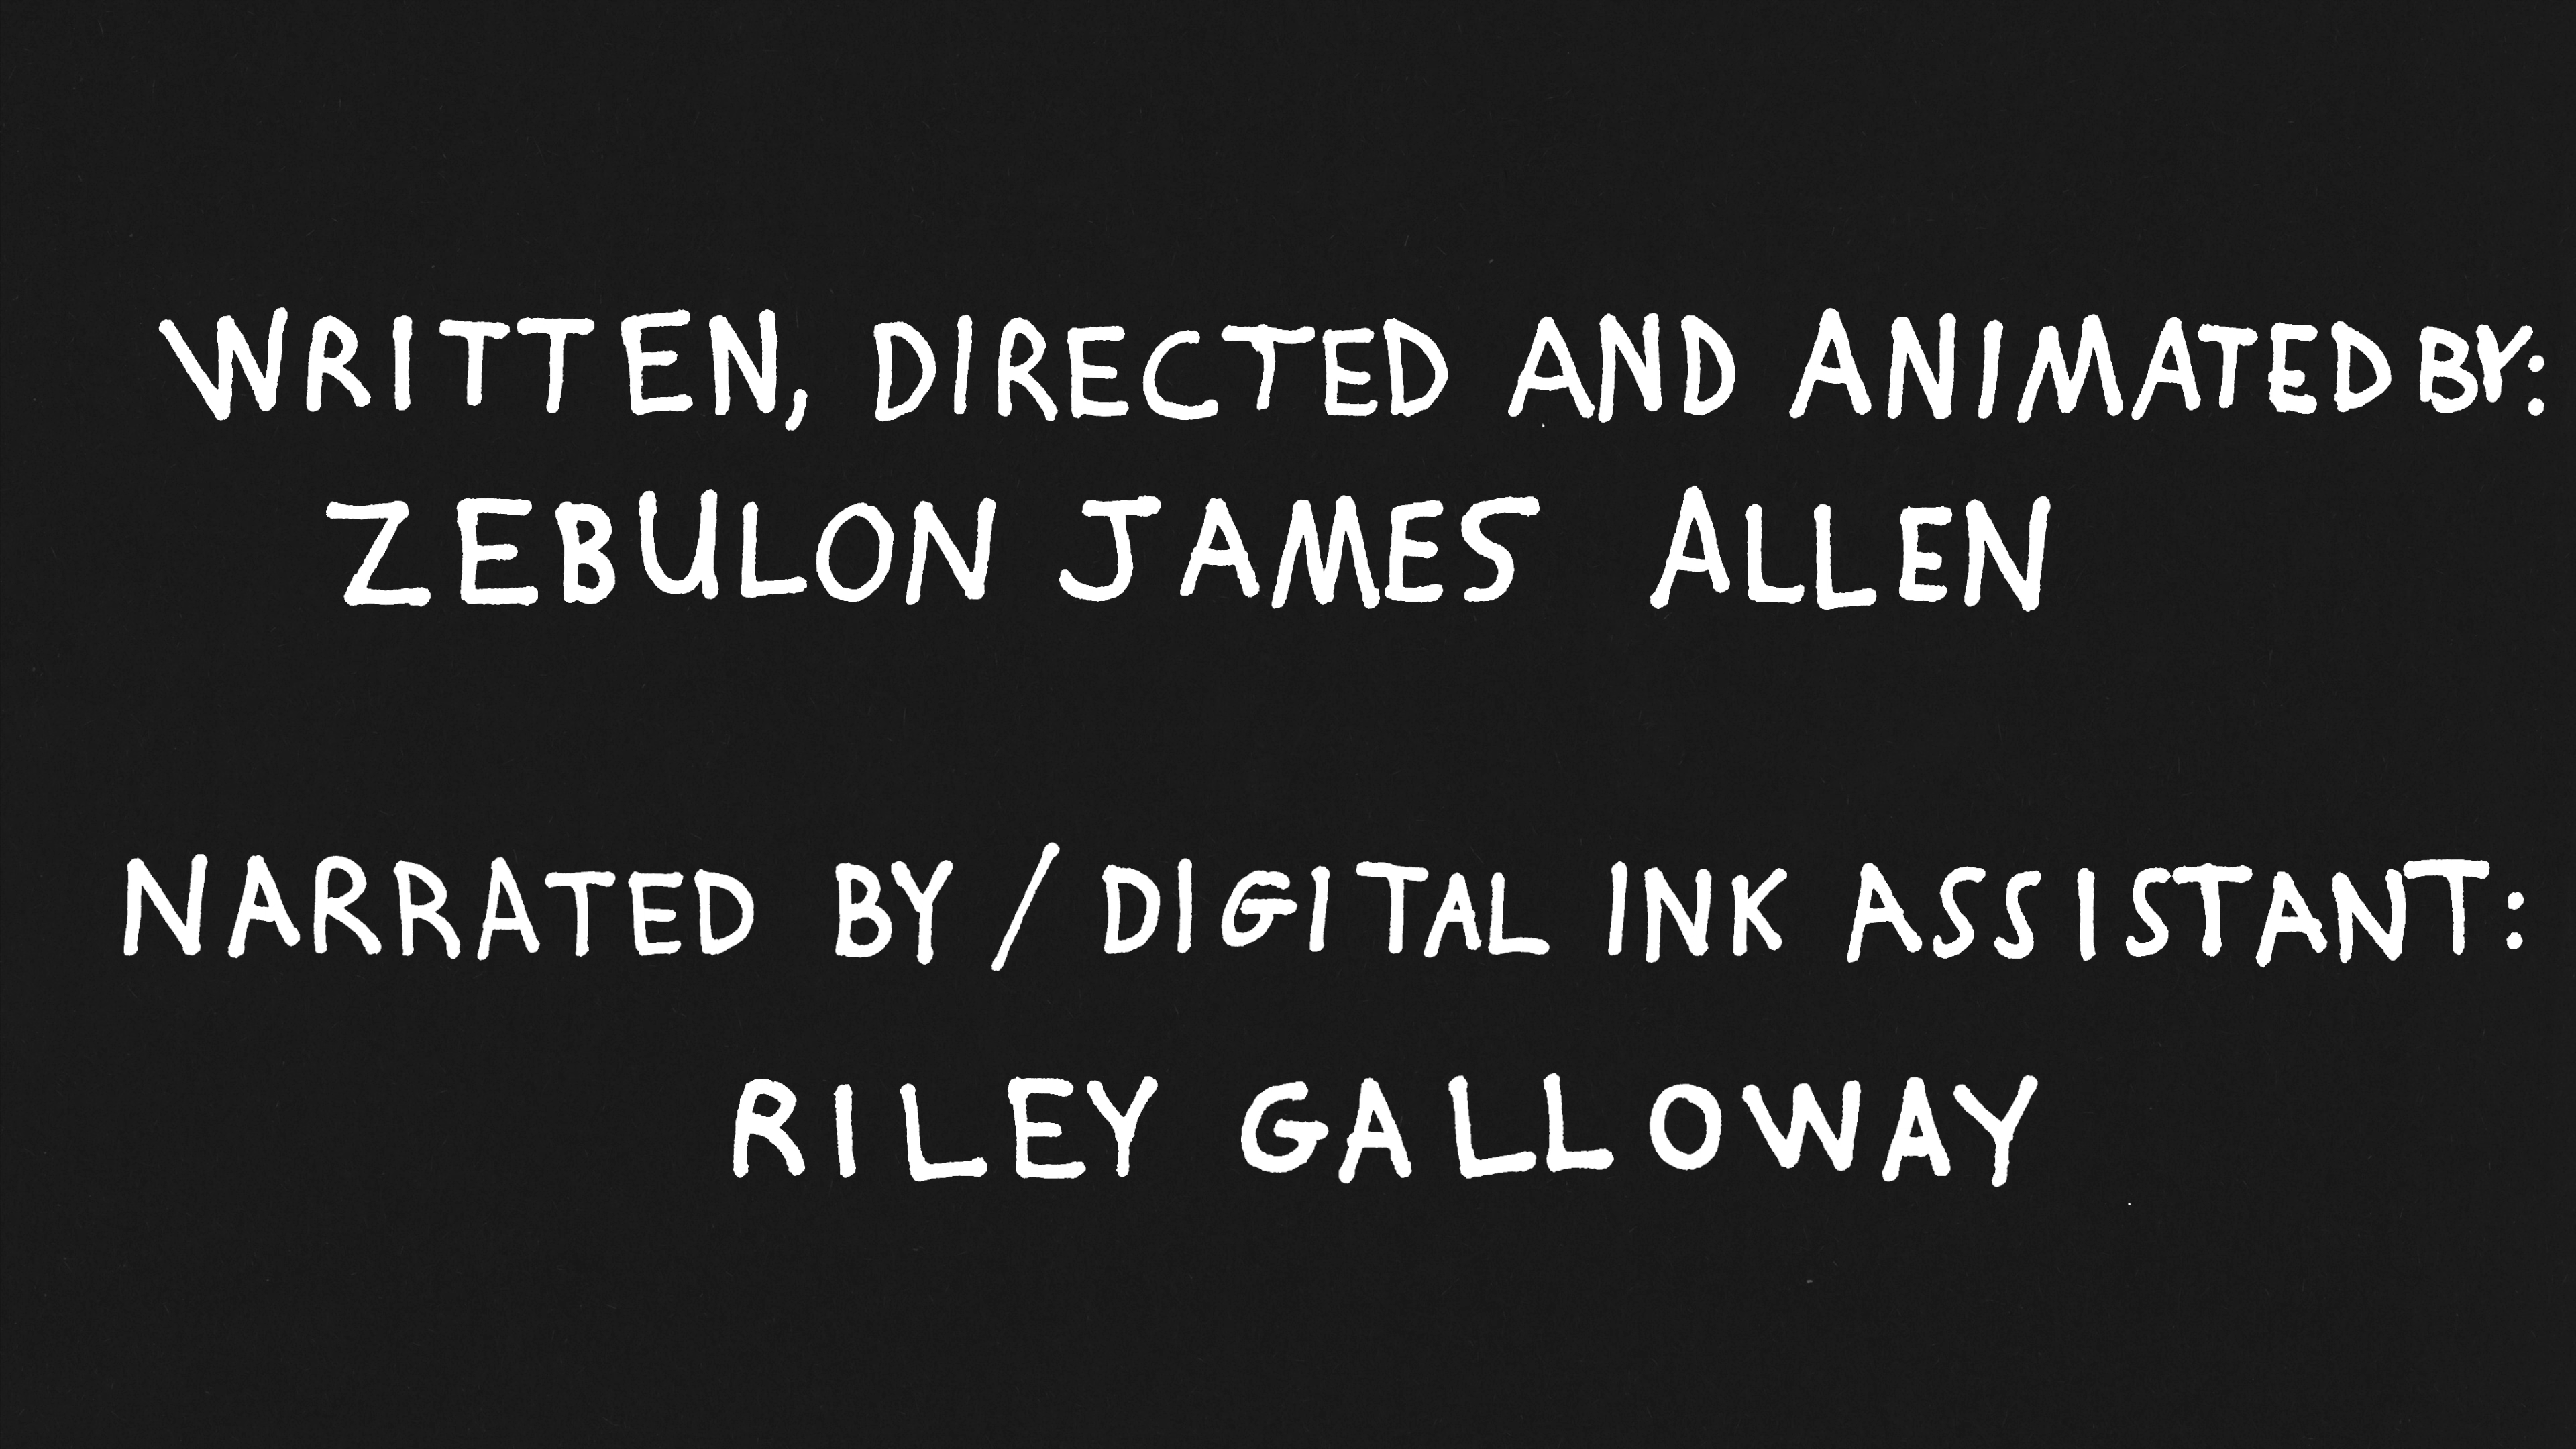 WRITTEN, DIRECTED AND ANIMATED BY:
ZEBULON JAMES ALLEN
NARRATED BY / DIGITAL INK ASSISTANT:
RILEY GALLOWAY